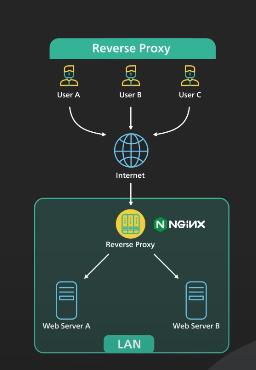 Reverse Proxy
User A User B User C
Internet
NGINX
Reverse Proxy
Web Server A Web Server B
LAN